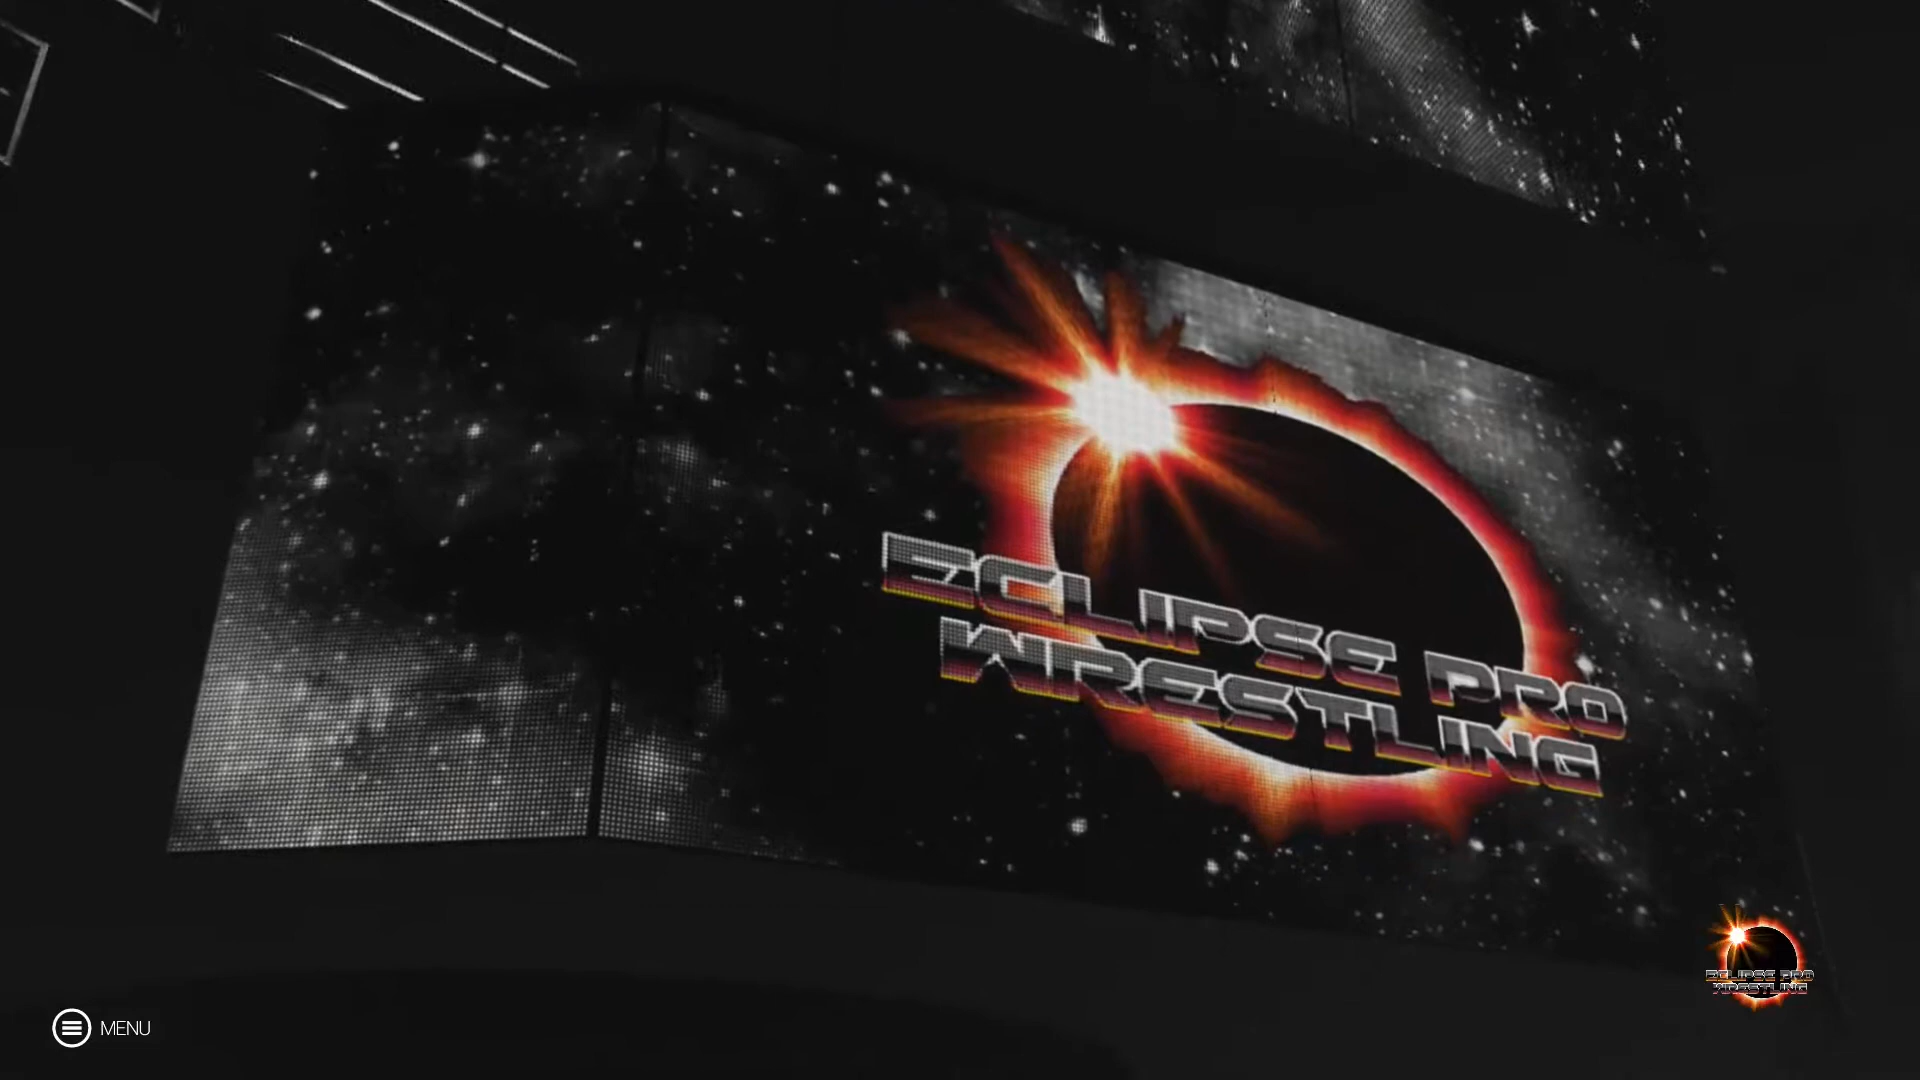 ECLIPSE PRO
WRESTLING
ECLIPSE PRO
WRESTLING
MENU